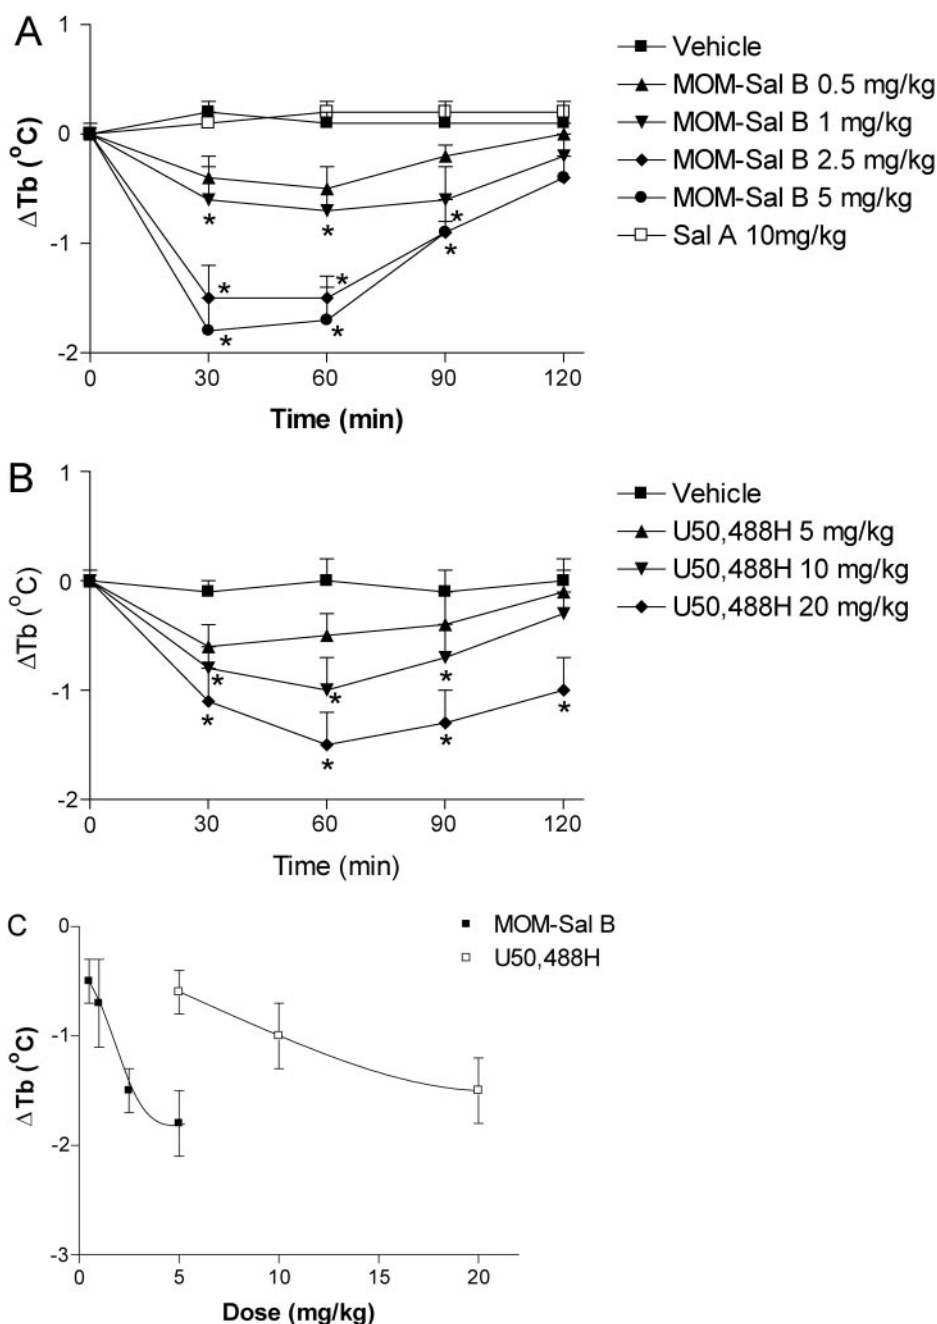 A
1
0
-1
-2
ΔTb (°C)
0 30 60 90 120
Time (min)
Vehicle
MOM-Sal B 0.5 mg/kg
MOM-Sal B 1 mg/kg
MOM-Sal B 2.5 mg/kg
MOM-Sal B 5 mg/kg
Sal A 10mg/kg
* * * * * * *
* *
B
1
0
-1
-2
ΔTb (°C)
0 30 60 90 120
Time (min)
Vehicle
U50,488H 5 mg/kg
U50,488H 10 mg/kg
U50,488H 20 mg/kg
* * * * * * *
C
0
-1
-2
-3
ΔTb (°C)
0 5 10 15 20
Dose (mg/kg)
MOM-Sal B
U50,488H